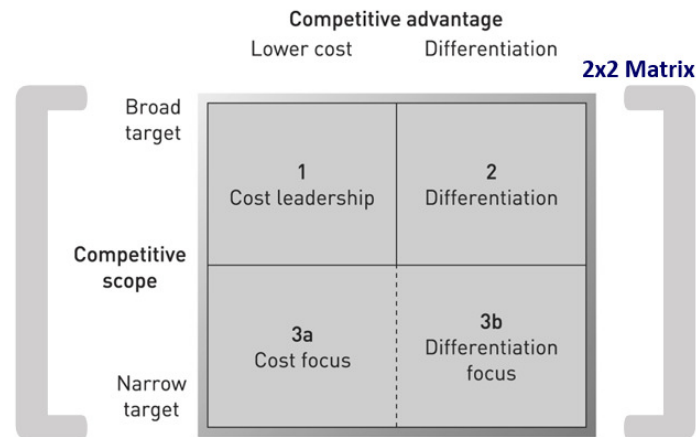 Competitive advantage
Lower cost Differentiation
2x2 Matrix
Broad
target
1
Cost leadership
2
Differentiation
Competitive
scope
3a
Cost focus
3b
Differentiation
focus
Narrow
target